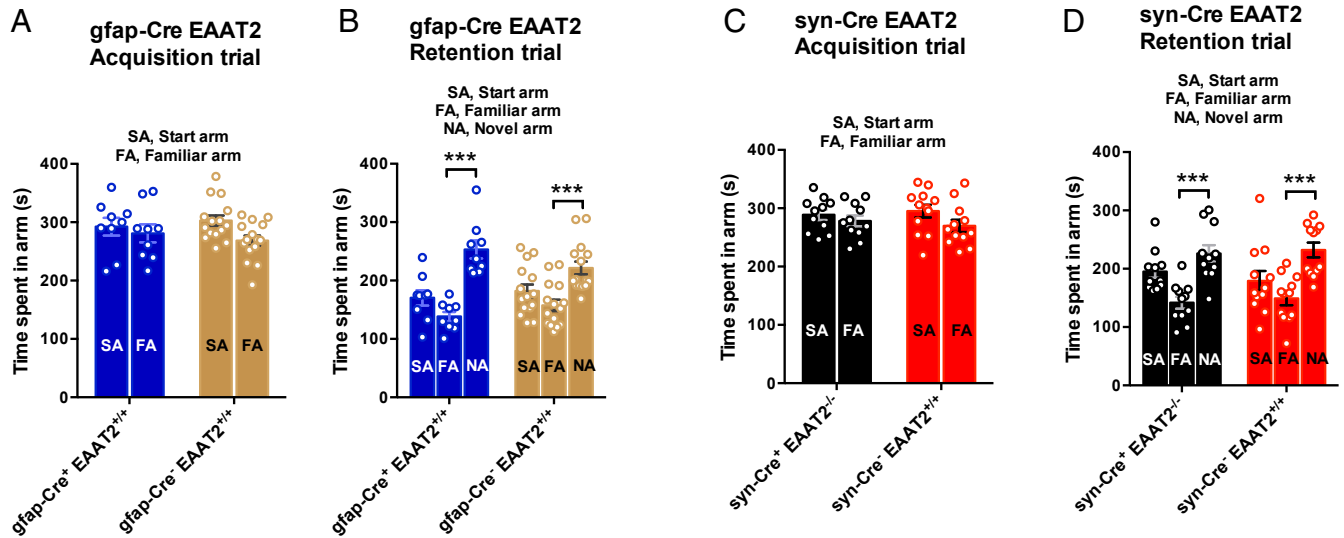 A
gfap-Cre EAAT2
Acquisition trial
SA, Start arm
FA, Familiar arm
Time spent in arm (s)
400
300
200
100
0
SA FA SA FA
gfap-Cre⁺ EAAT2⁺/⁺
gfap-Cre⁻ EAAT2⁺/⁺
B
gfap-Cre EAAT2
Retention trial
SA, Start arm
FA, Familiar arm
NA, Novel arm
Time spent in arm (s)
400
300
200
100
0
*** ***
SA FA NA SA FA NA
gfap-Cre⁺ EAAT2⁺/⁺
gfap-Cre⁻ EAAT2⁺/⁺
C
syn-Cre EAAT2
Acquisition trial
SA, Start arm
FA, Familiar arm
Time spent in arm (s)
400
300
200
100
0
SA FA SA FA
syn-Cre⁺ EAAT2⁻/⁻
syn-Cre⁻ EAAT2⁺/⁺
D
syn-Cre EAAT2
Retention trial
SA, Start arm
FA, Familiar arm
NA, Novel arm
Time spent in arm (s)
400
300
200
100
0
*** ***
SA FA NA SA FA NA
syn-Cre⁺ EAAT2⁻/⁻
syn-Cre⁻ EAAT2⁺/⁺